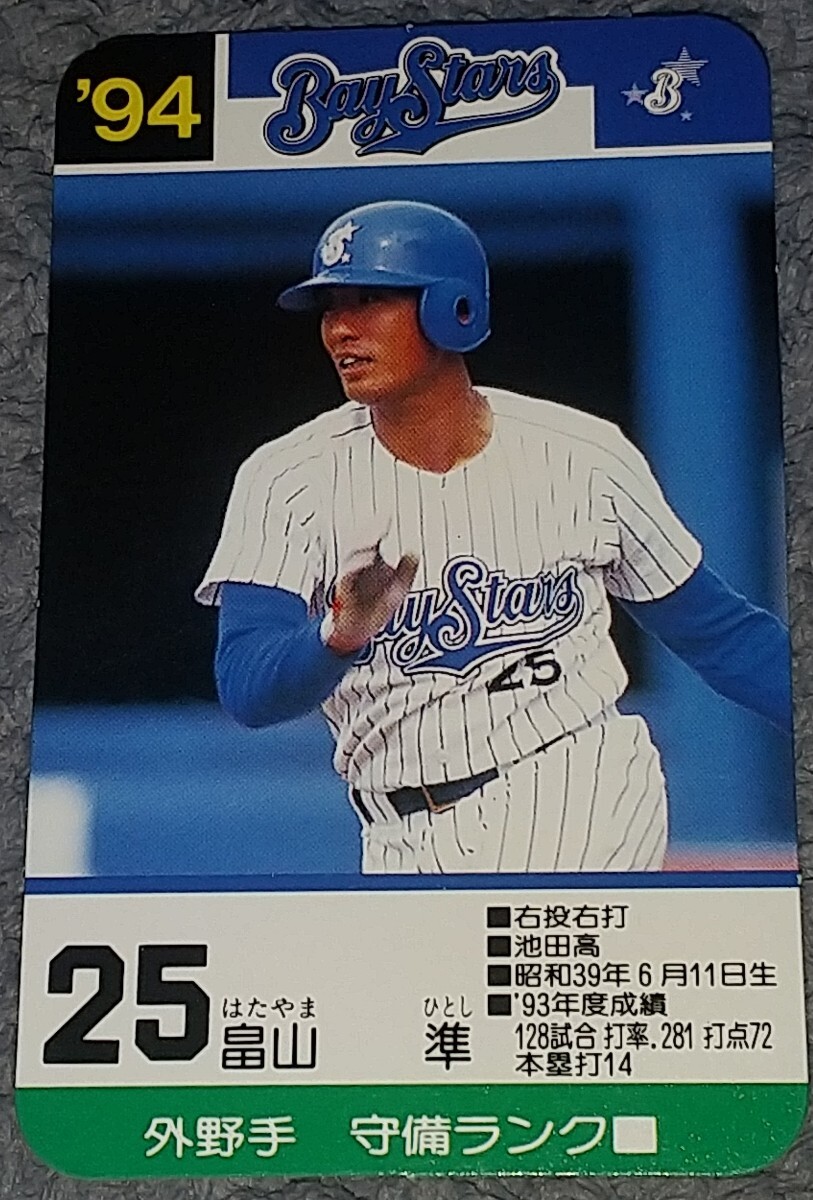 '94
BayStars
B
BayStars
25
25
はたやま
畠山
ひとし
準
■右投右打
■池田高
■昭和39年6月11日生
■'93年度成績
128試合 打率.281 打点72
本塁打14
外野手 守備ランク■